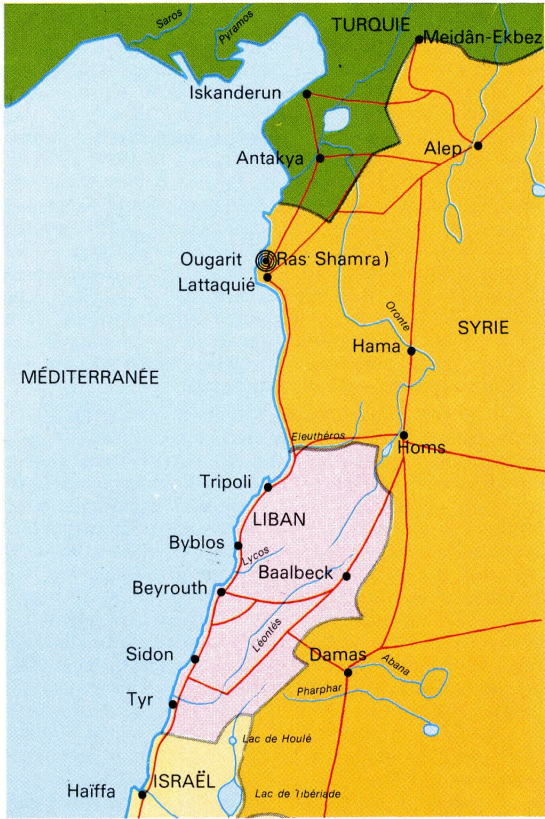 Saros
Pyramos
TURQUIE
Meidân-Ekbez
Iskanderun
Antakya
Alep
Ougarit (Ras Shamra)
Lattaquié
Oronte
SYRIE
Hama
MÉDITERRANÉE
Eleuthéros
Homs
Tripoli
LIBAN
Byblos
Lycos
Baalbeck
Beyrouth
Léontés
Sidon
Damas
Abana
Pharphar
Tyr
Lac de Houlé
ISRAËL
Haïffa
Lac de Tibériade